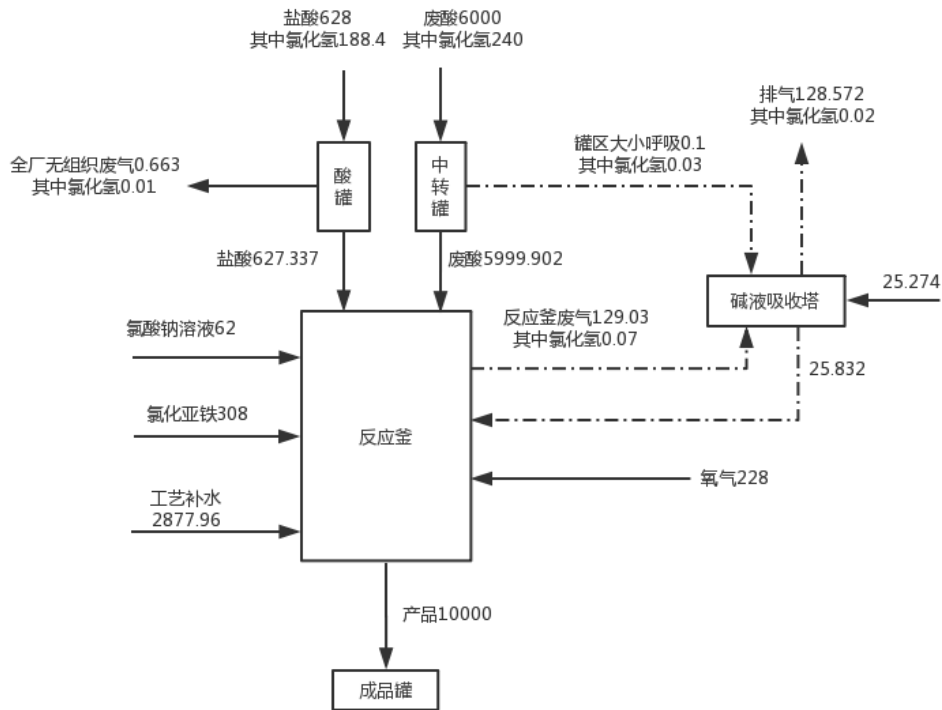 盐酸628
其中氯化氢188.4
废酸6000
其中氯化氢240
排气128.572
其中氯化氢0.02
罐区大小呼吸0.1
其中氯化氢0.03
全厂无组织废气0.663
其中氯化氢0.01
酸
罐
中
转
罐
盐酸627.337
废酸5999.902
碱液吸收塔
25.274
反应釜废气129.03
其中氯化氢0.07
氯酸钠溶液62
25.832
氯化亚铁308
反应釜
氧气228
工艺补水
2877.96
产品10000
成品罐